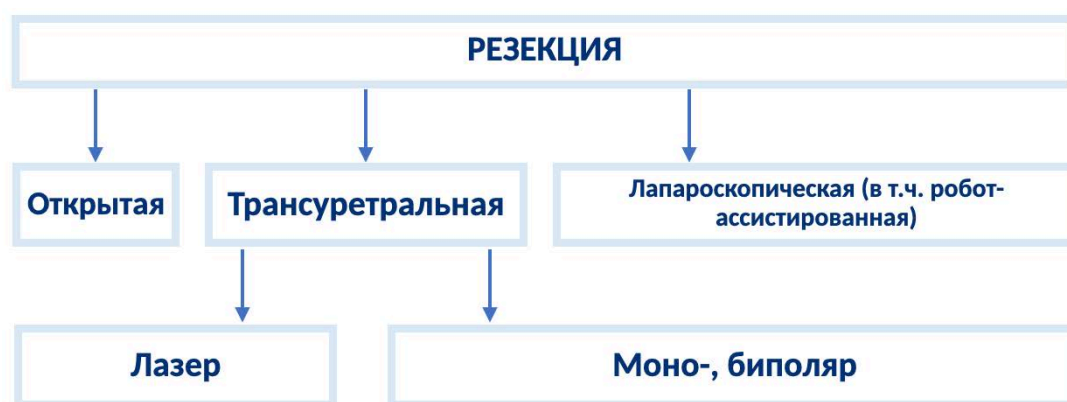 РЕЗЕКЦИЯ
Открытая
Трансуретральная
Лапароскопическая (в т.ч. робот-
ассистированная)
Лазер
Моно-, биполяр